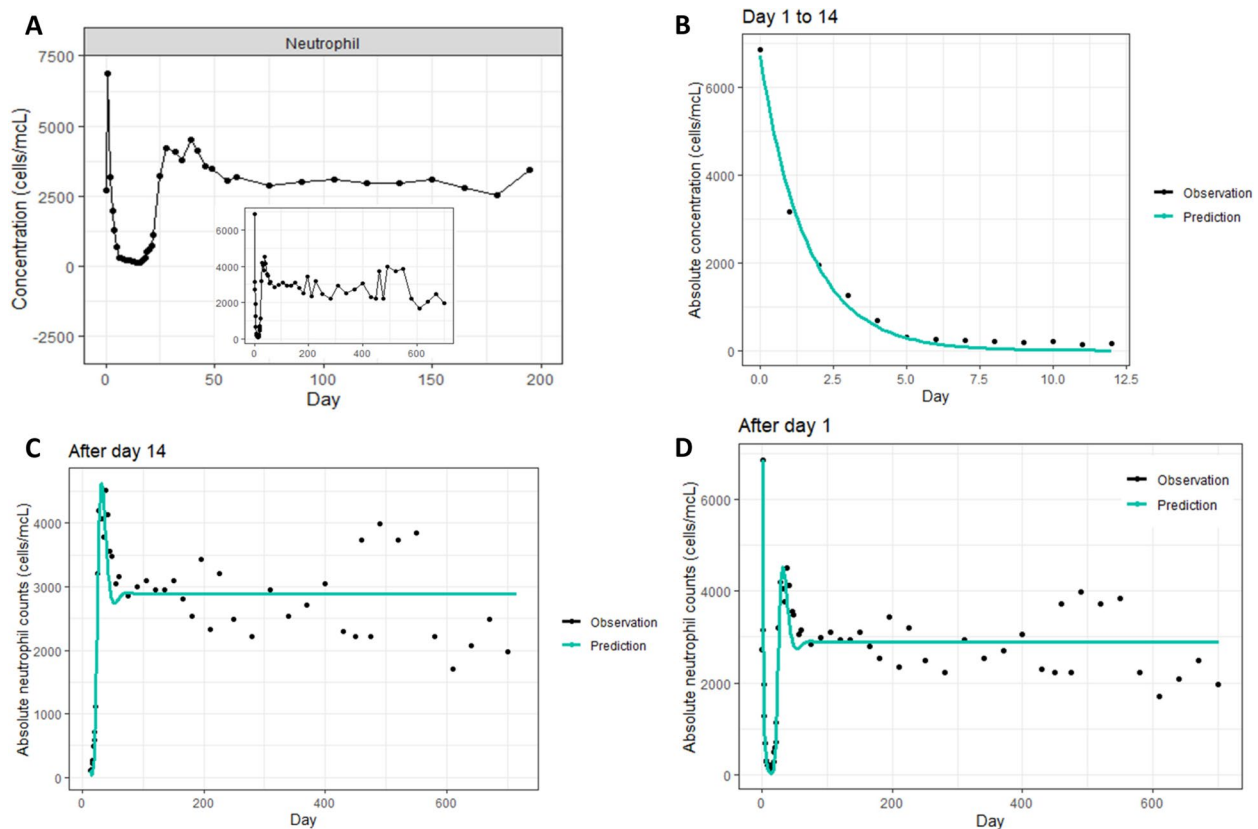 A
Neutrophil
7500
5000
2500
0
-2500
Concentration (cells/mcL)
0 50 100 150 200
Day
6000
4000
2000
0
0 200 400 600
B
Day 1 to 14
6000
4000
2000
0
Absolute concentration (cells/mcL)
0.0 2.5 5.0 7.5 10.0 12.5
Day
Observation
Prediction
C
After day 14
4000
3000
2000
1000
0
Absolute neutrophil counts (cells/mcL)
0 200 400 600
Day
Observation
Prediction
D
After day 1
6000
4000
2000
0
Absolute neutrophil counts (cells/mcL)
0 200 400 600
Day
Observation
Prediction